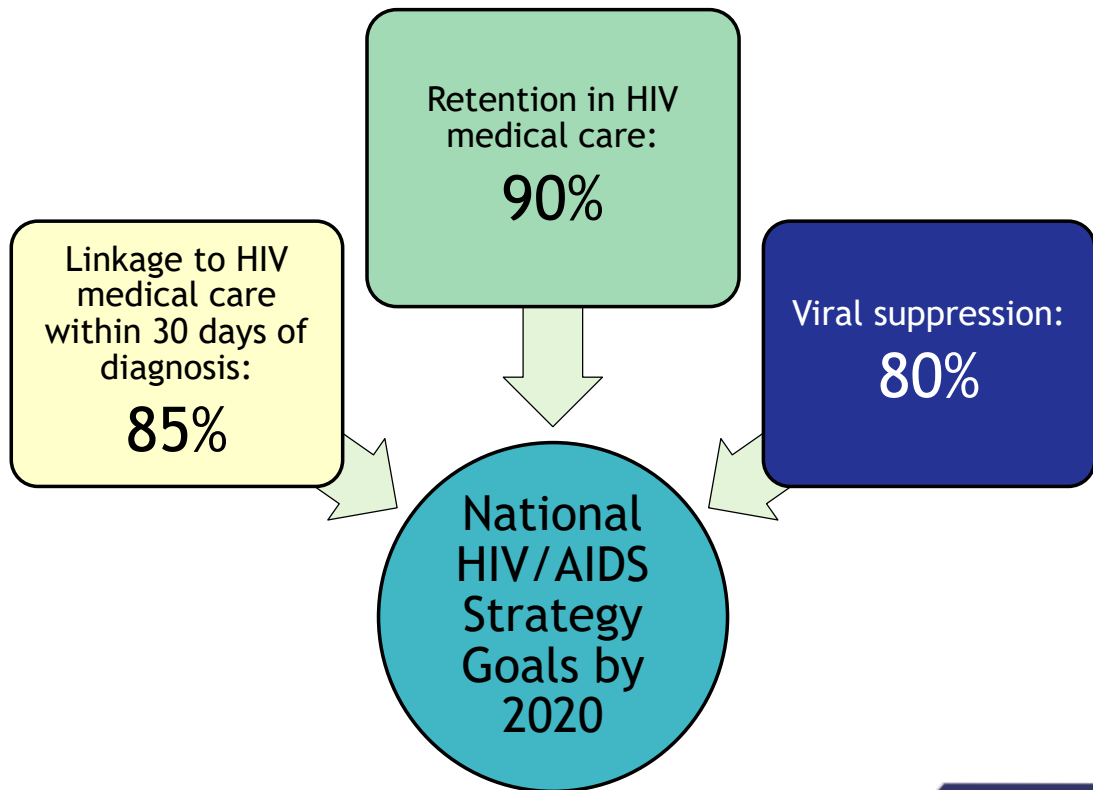 Retention in HIV
medical care:
90%
Linkage to HIV
medical care
within 30 days of
diagnosis:
85%
Viral suppression:
80%
National
HIV/AIDS
Strategy
Goals by
2020